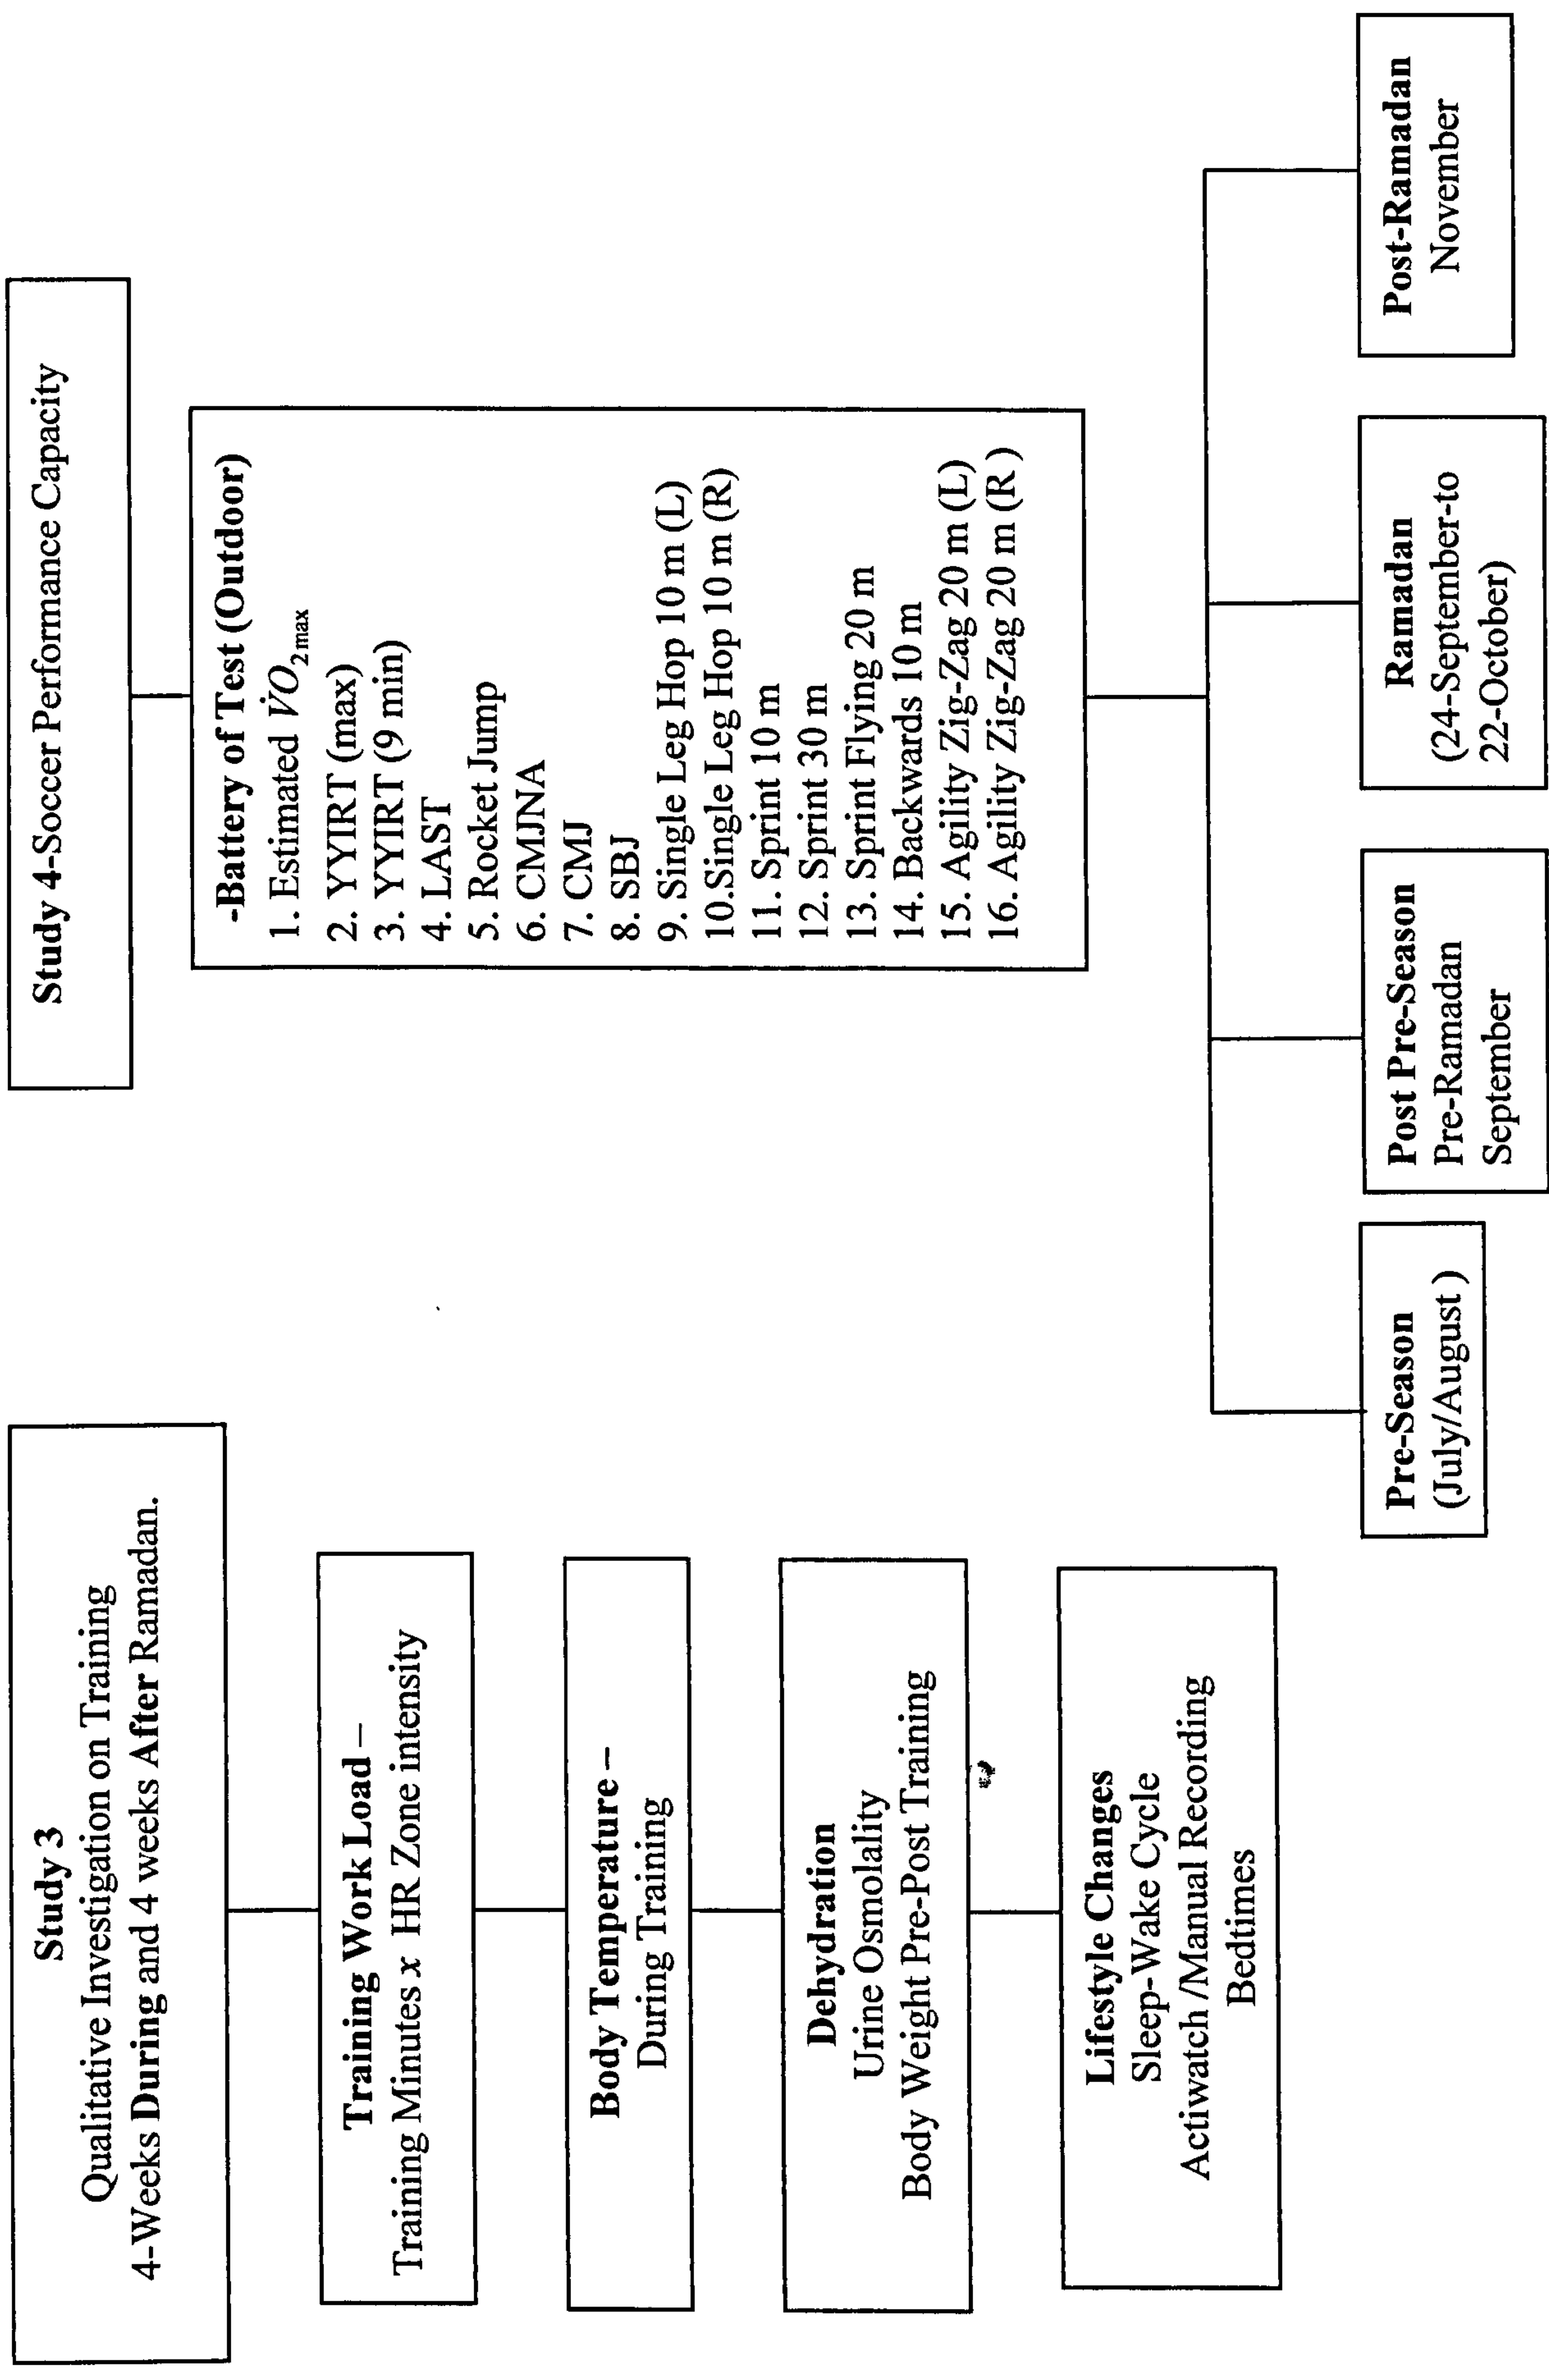 Study 3
Qualitative Investigation on Training
4-Weeks During and 4 weeks After Ramadan.
Training Work Load –
Training Minutes x HR Zone intensity
Body Temperature –
During Training
Dehydration
Urine Osmolality
Body Weight Pre-Post Training
Lifestyle Changes
Sleep-Wake Cycle
Actiwatch /Manual Recording
Bedtimes
Study 4-Soccer Performance Capacity
-Battery of Test (Outdoor)
1. Estimated V̇O2max
2. YYIRT (max)
3. YYIRT (9 min)
4. LAST
5. Rocket Jump
6. CMJNA
7. CMJ
8. SBJ
9. Single Leg Hop 10 m (L)
10.Single Leg Hop 10 m (R)
11. Sprint 10 m
12. Sprint 30 m
13. Sprint Flying 20 m
14. Backwards 10 m
15. Agility Zig-Zag 20 m (L)
16. Agility Zig-Zag 20 m (R )
Pre-Season
(July/August )
Post Pre-Season
Pre-Ramadan
September
Ramadan
(24-September-to
22-October)
Post-Ramadan
November